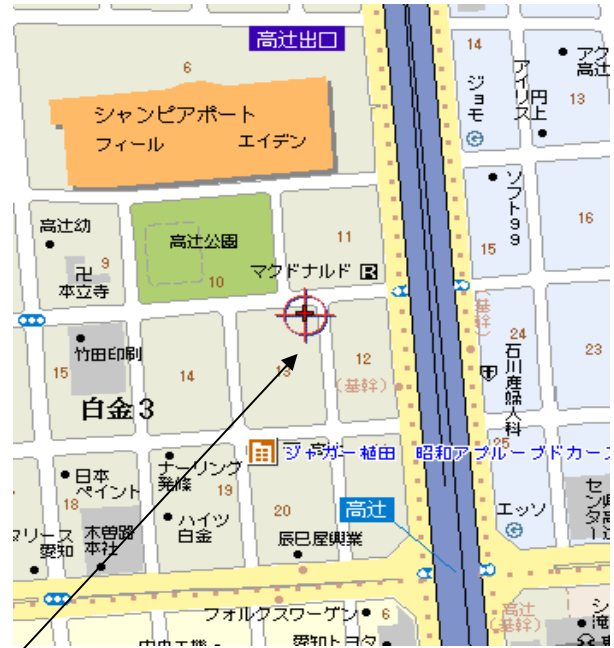 高辻出口
6
シャンピアポート
フィール
エイデン
14
ジョモ
アイリス
円上
13
ソフト99
16
15
高辻幼
9
卍
本立寺
高辻公園
10
11
マクドナルド R
竹田印刷
15
14
13
12
(基幹)
(基幹)
24
石川産婦人科
23
白金3
ジャガー植田
昭和アプルーブドカーズ
25
日本
ペイント
18
ナーリング
発條
19
ハイツ
白金
20
辰巳屋興業
高辻
エッソ
木曽路
本社
タリース
愛知
フォルクスワーゲン
6
高辻
(基幹)
愛知トヨタ